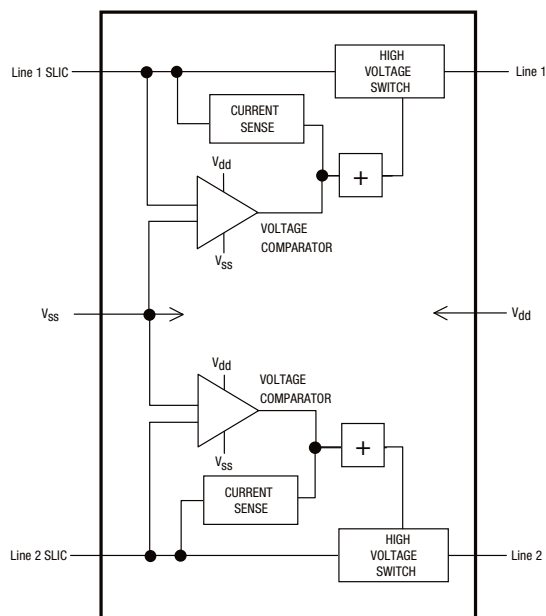 HIGH
VOLTAGE
SWITCH
Line 1 SLIC
Line 1
CURRENT
SENSE
Vdd
+
VOLTAGE
COMPARATOR
Vss
Vss
Vdd
Vdd
VOLTAGE
COMPARATOR
+
Vss
CURRENT
SENSE
HIGH
VOLTAGE
SWITCH
Line 2 SLIC
Line 2